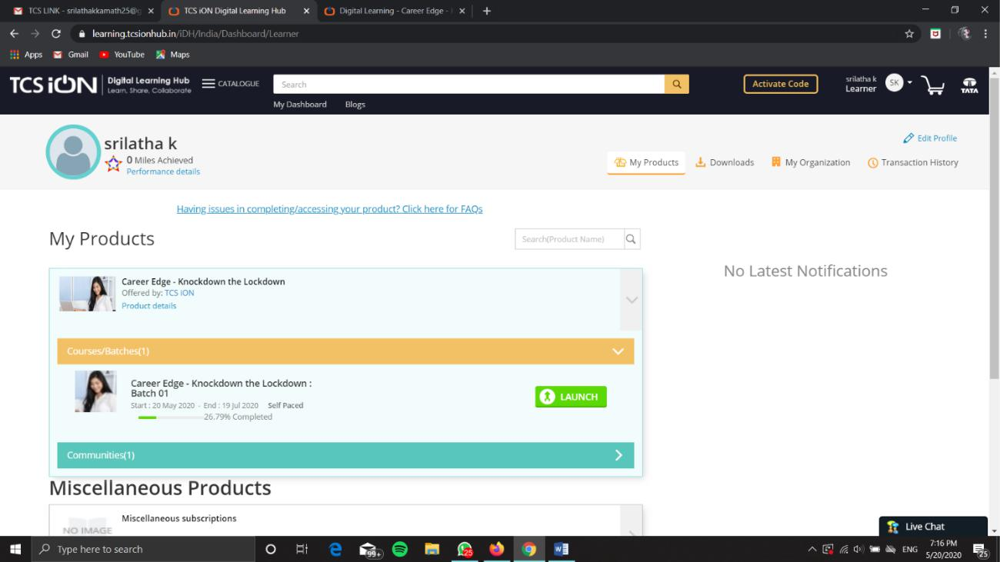 TCS LINK - srilathakkamath25@g
TCS iON Digital Learning Hub
Digital Learning - Career Edge -
learning.tcsionhub.in/iDH/India/Dashboard/Learner
Apps Gmail YouTube Maps
TCS iON Digital Learning Hub
Learn, Share, Collaborate
CATALOGUE
Search
Activate Code
srilatha k
Learner
SK
TATA
My Dashboard Blogs
srilatha k
0 Miles Achieved
Performance details
Edit Profile
My Products Downloads My Organization Transaction History
Having issues in completing/accessing your product? Click here for FAQs
My Products
Search(Product Name)
No Latest Notifications
Career Edge - Knockdown the Lockdown
Offered by: TCS iON
Product details
Courses/Batches(1)
Career Edge - Knockdown the Lockdown :
Batch 01
Start : 20 May 2020 - End : 19 Jul 2020 Self Paced
26.79% Completed
LAUNCH
Communities(1)
Miscellaneous Products
Miscellaneous subscriptions
NO IMAGE
Live Chat
Type here to search
99+
25
ENG
7:16 PM
5/20/2020
25